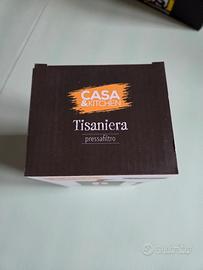 CASA
&KITCHEN
Tisaniera
pressafiltro